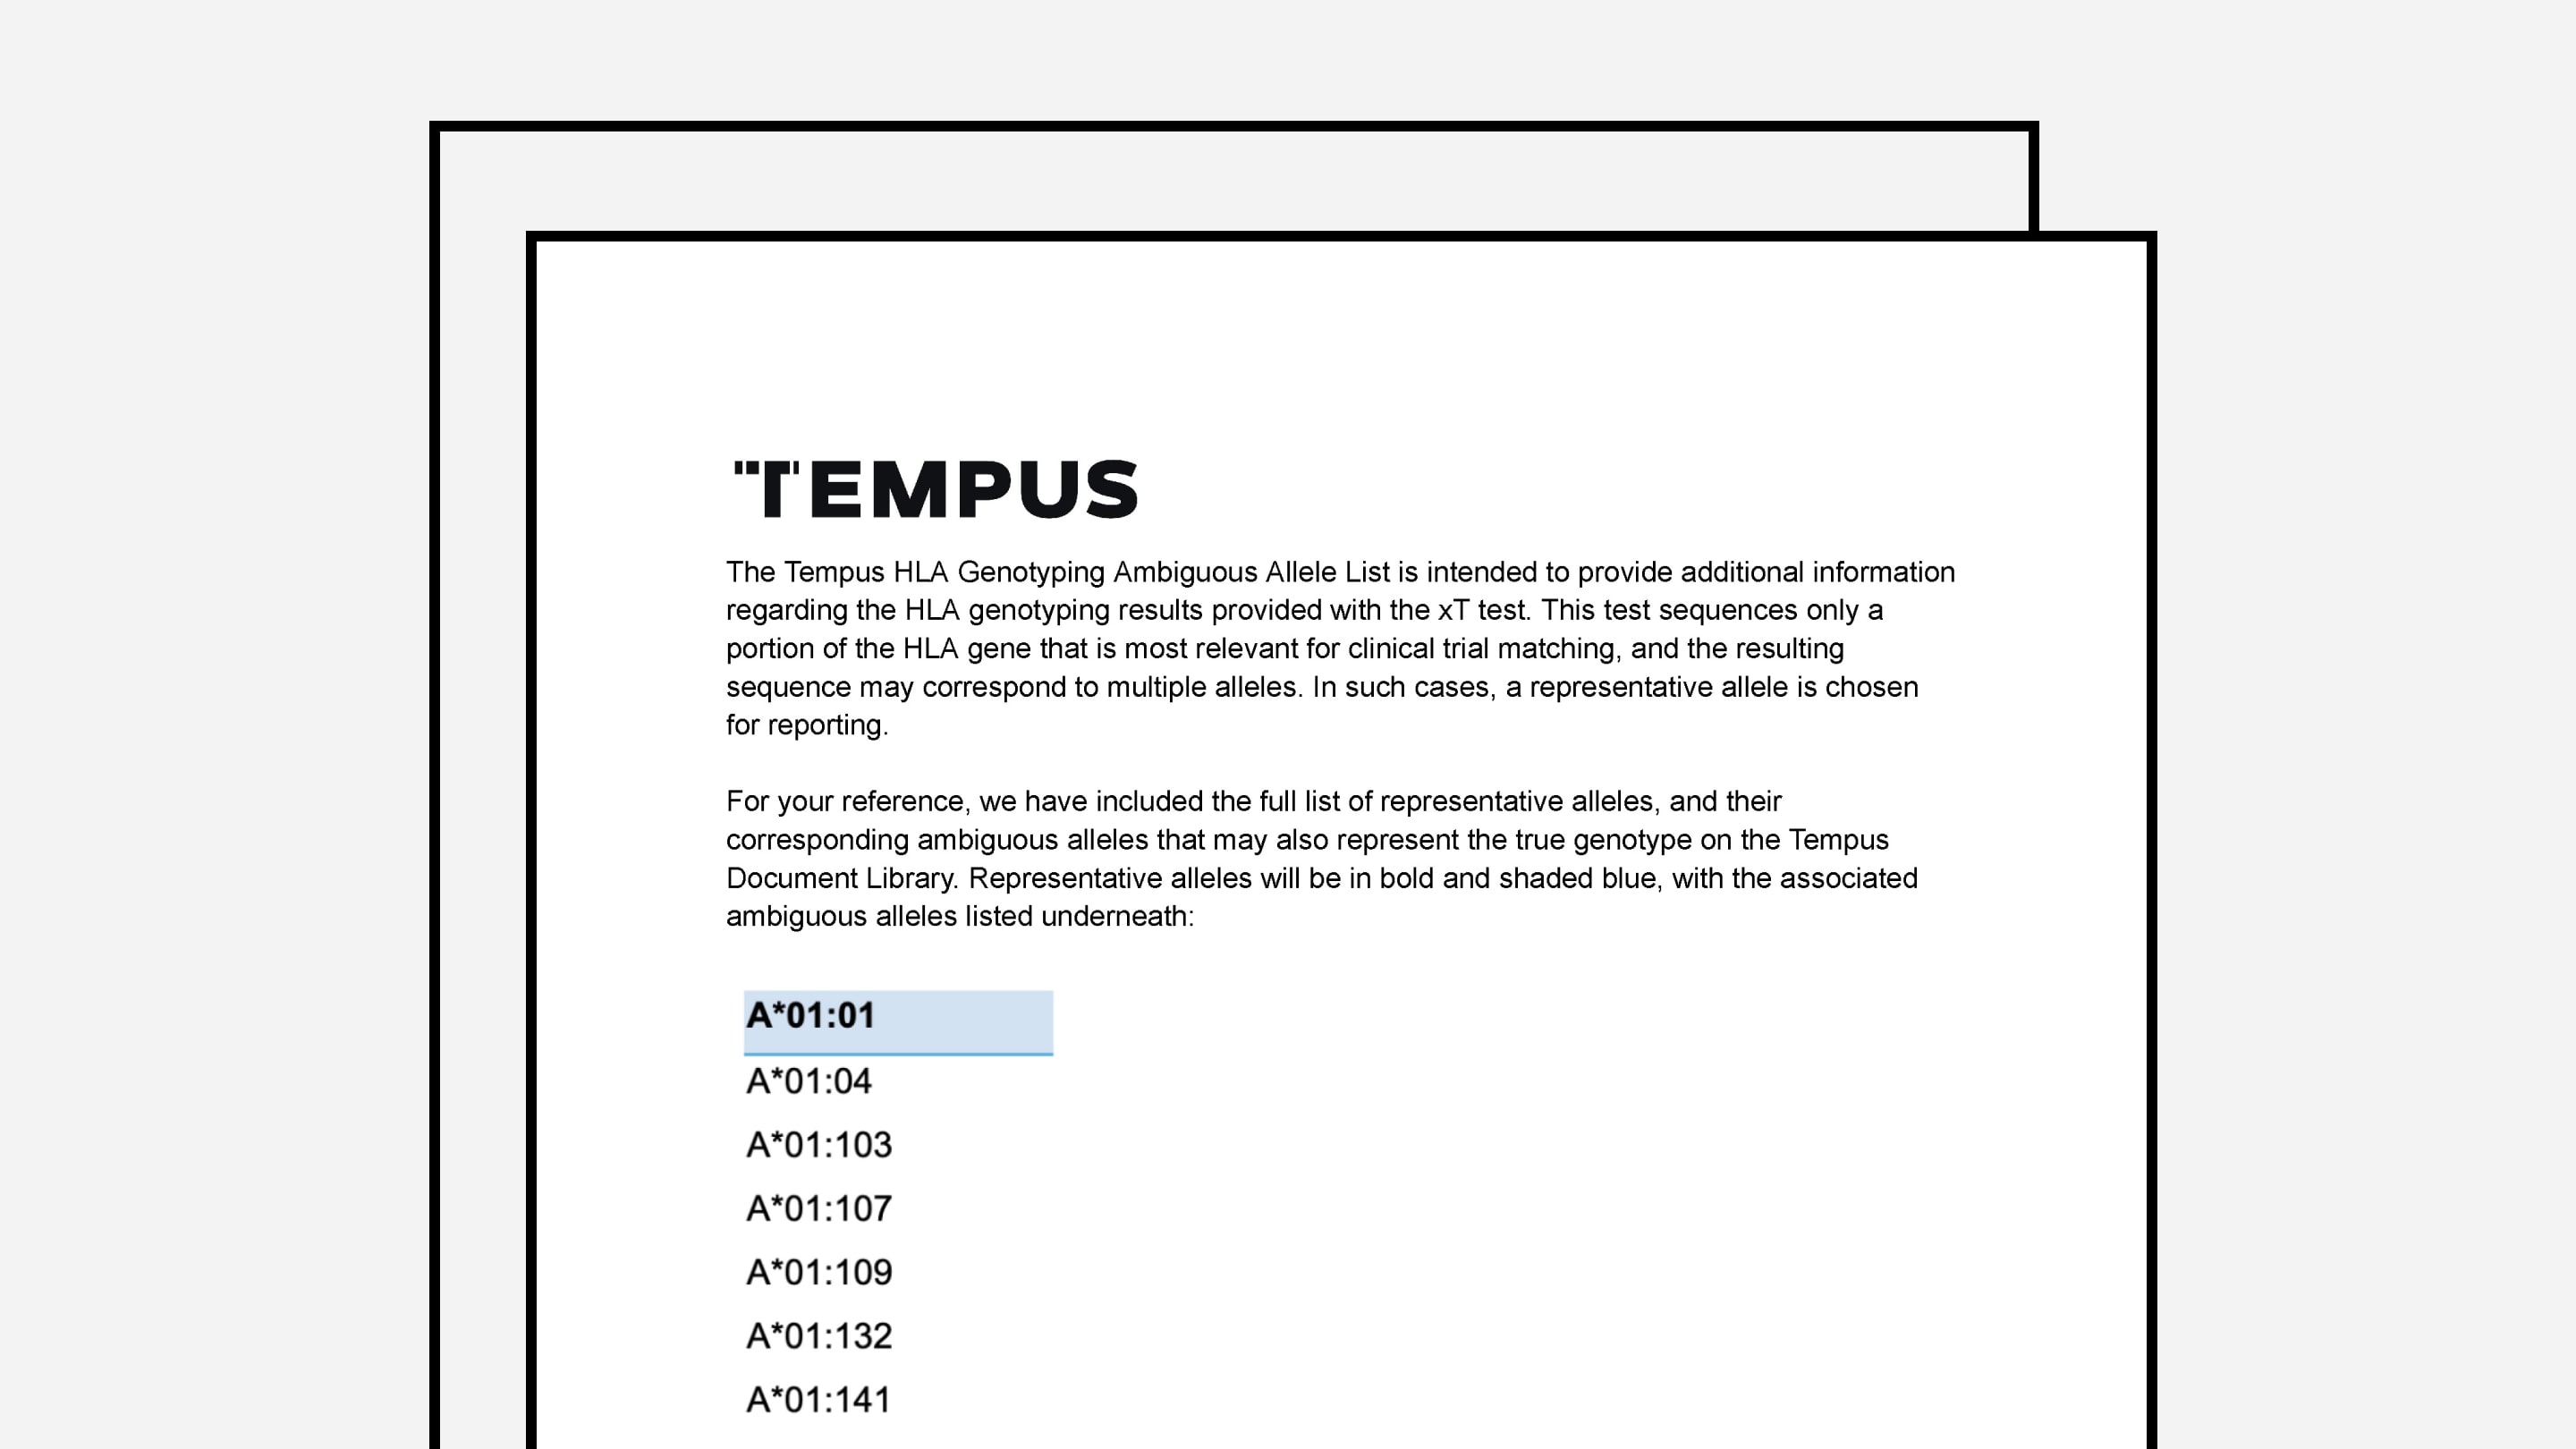 TEMPUS
The Tempus HLA Genotyping Ambiguous Allele List is intended to provide additional information
regarding the HLA genotyping results provided with the xT test. This test sequences only a
portion of the HLA gene that is most relevant for clinical trial matching, and the resulting
sequence may correspond to multiple alleles. In such cases, a representative allele is chosen
for reporting.
For your reference, we have included the full list of representative alleles, and their
corresponding ambiguous alleles that may also represent the true genotype on the Tempus
Document Library. Representative alleles will be in bold and shaded blue, with the associated
ambiguous alleles listed underneath:
A*01:01
A*01:04
A*01:103
A*01:107
A*01:109
A*01:132
A*01:141